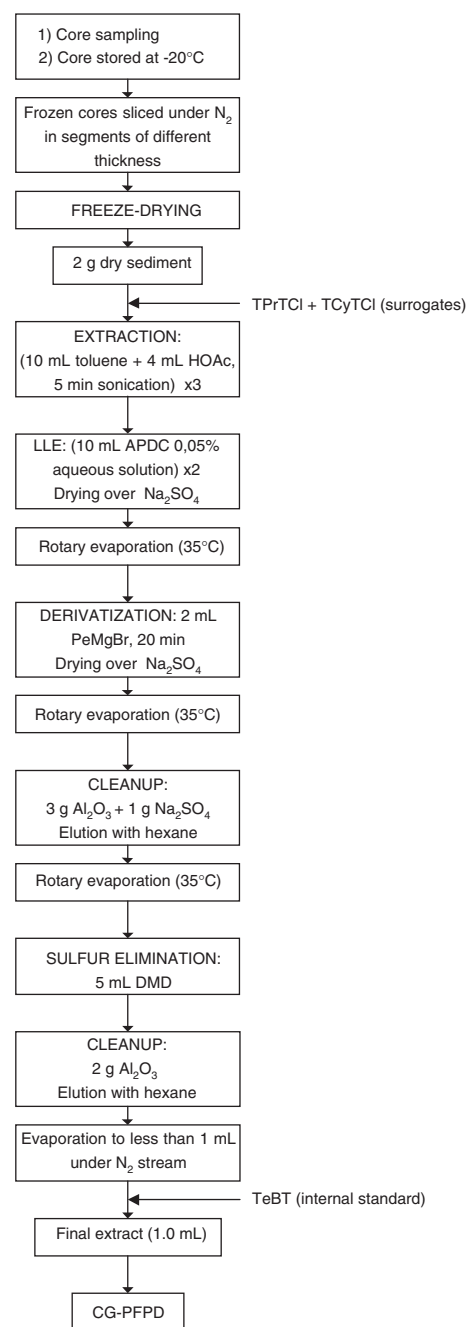 1) Core sampling
2) Core stored at -20°C
Frozen cores sliced under N₂
in segments of different
thickness
FREEZE-DRYING
2 g dry sediment
TPrTCl + TCyTCl (surrogates)
EXTRACTION:
(10 mL toluene + 4 mL HOAc,
5 min sonication) x3
LLE: (10 mL APDC 0,05%
aqueous solution) x2
Drying over Na₂SO₄
Rotary evaporation (35°C)
DERIVATIZATION: 2 mL
PeMgBr, 20 min
Drying over Na₂SO₄
Rotary evaporation (35°C)
CLEANUP:
3 g Al₂O₃ + 1 g Na₂SO₄
Elution with hexane
Rotary evaporation (35°C)
SULFUR ELIMINATION:
5 mL DMD
CLEANUP:
2 g Al₂O₃
Elution with hexane
Evaporation to less than 1 mL
under N₂ stream
TeBT (internal standard)
Final extract (1.0 mL)
CG-PFPD